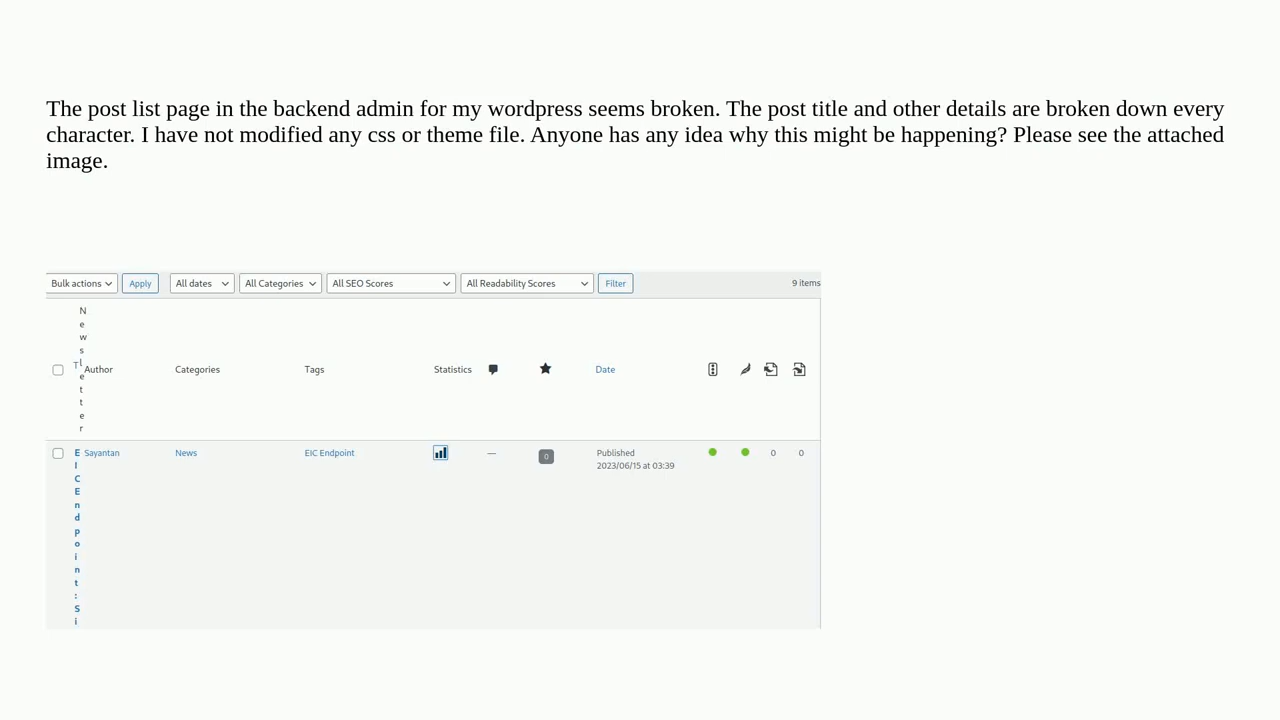 The post list page in the backend admin for my wordpress seems broken. The post title and other details are broken down every
character. I have not modified any css or theme file. Anyone has any idea why this might be happening? Please see the attached
image.
Bulk actions Apply All dates All Categories All SEO Scores All Readability Scores Filter 9 items
T Newsletter Author Categories Tags Statistics Date
EIC Endpoint: Si Sayantan News EIC Endpoint — 0 Published 0 0
2023/06/15 at 03:39